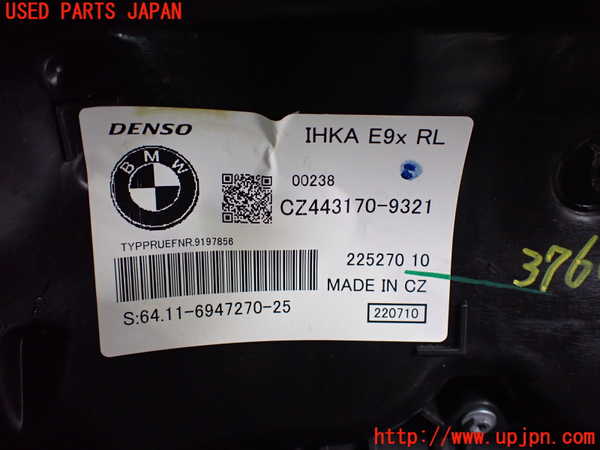 USED PARTS JAPAN
DENSO
IHKA E9x RL
BMW
00238
CZ443170-9321
TYPPRUEFNR.9197856
225270 10
MADE IN CZ
S:64.11-6947270-25
220710
376
http://www.upjpn.com/